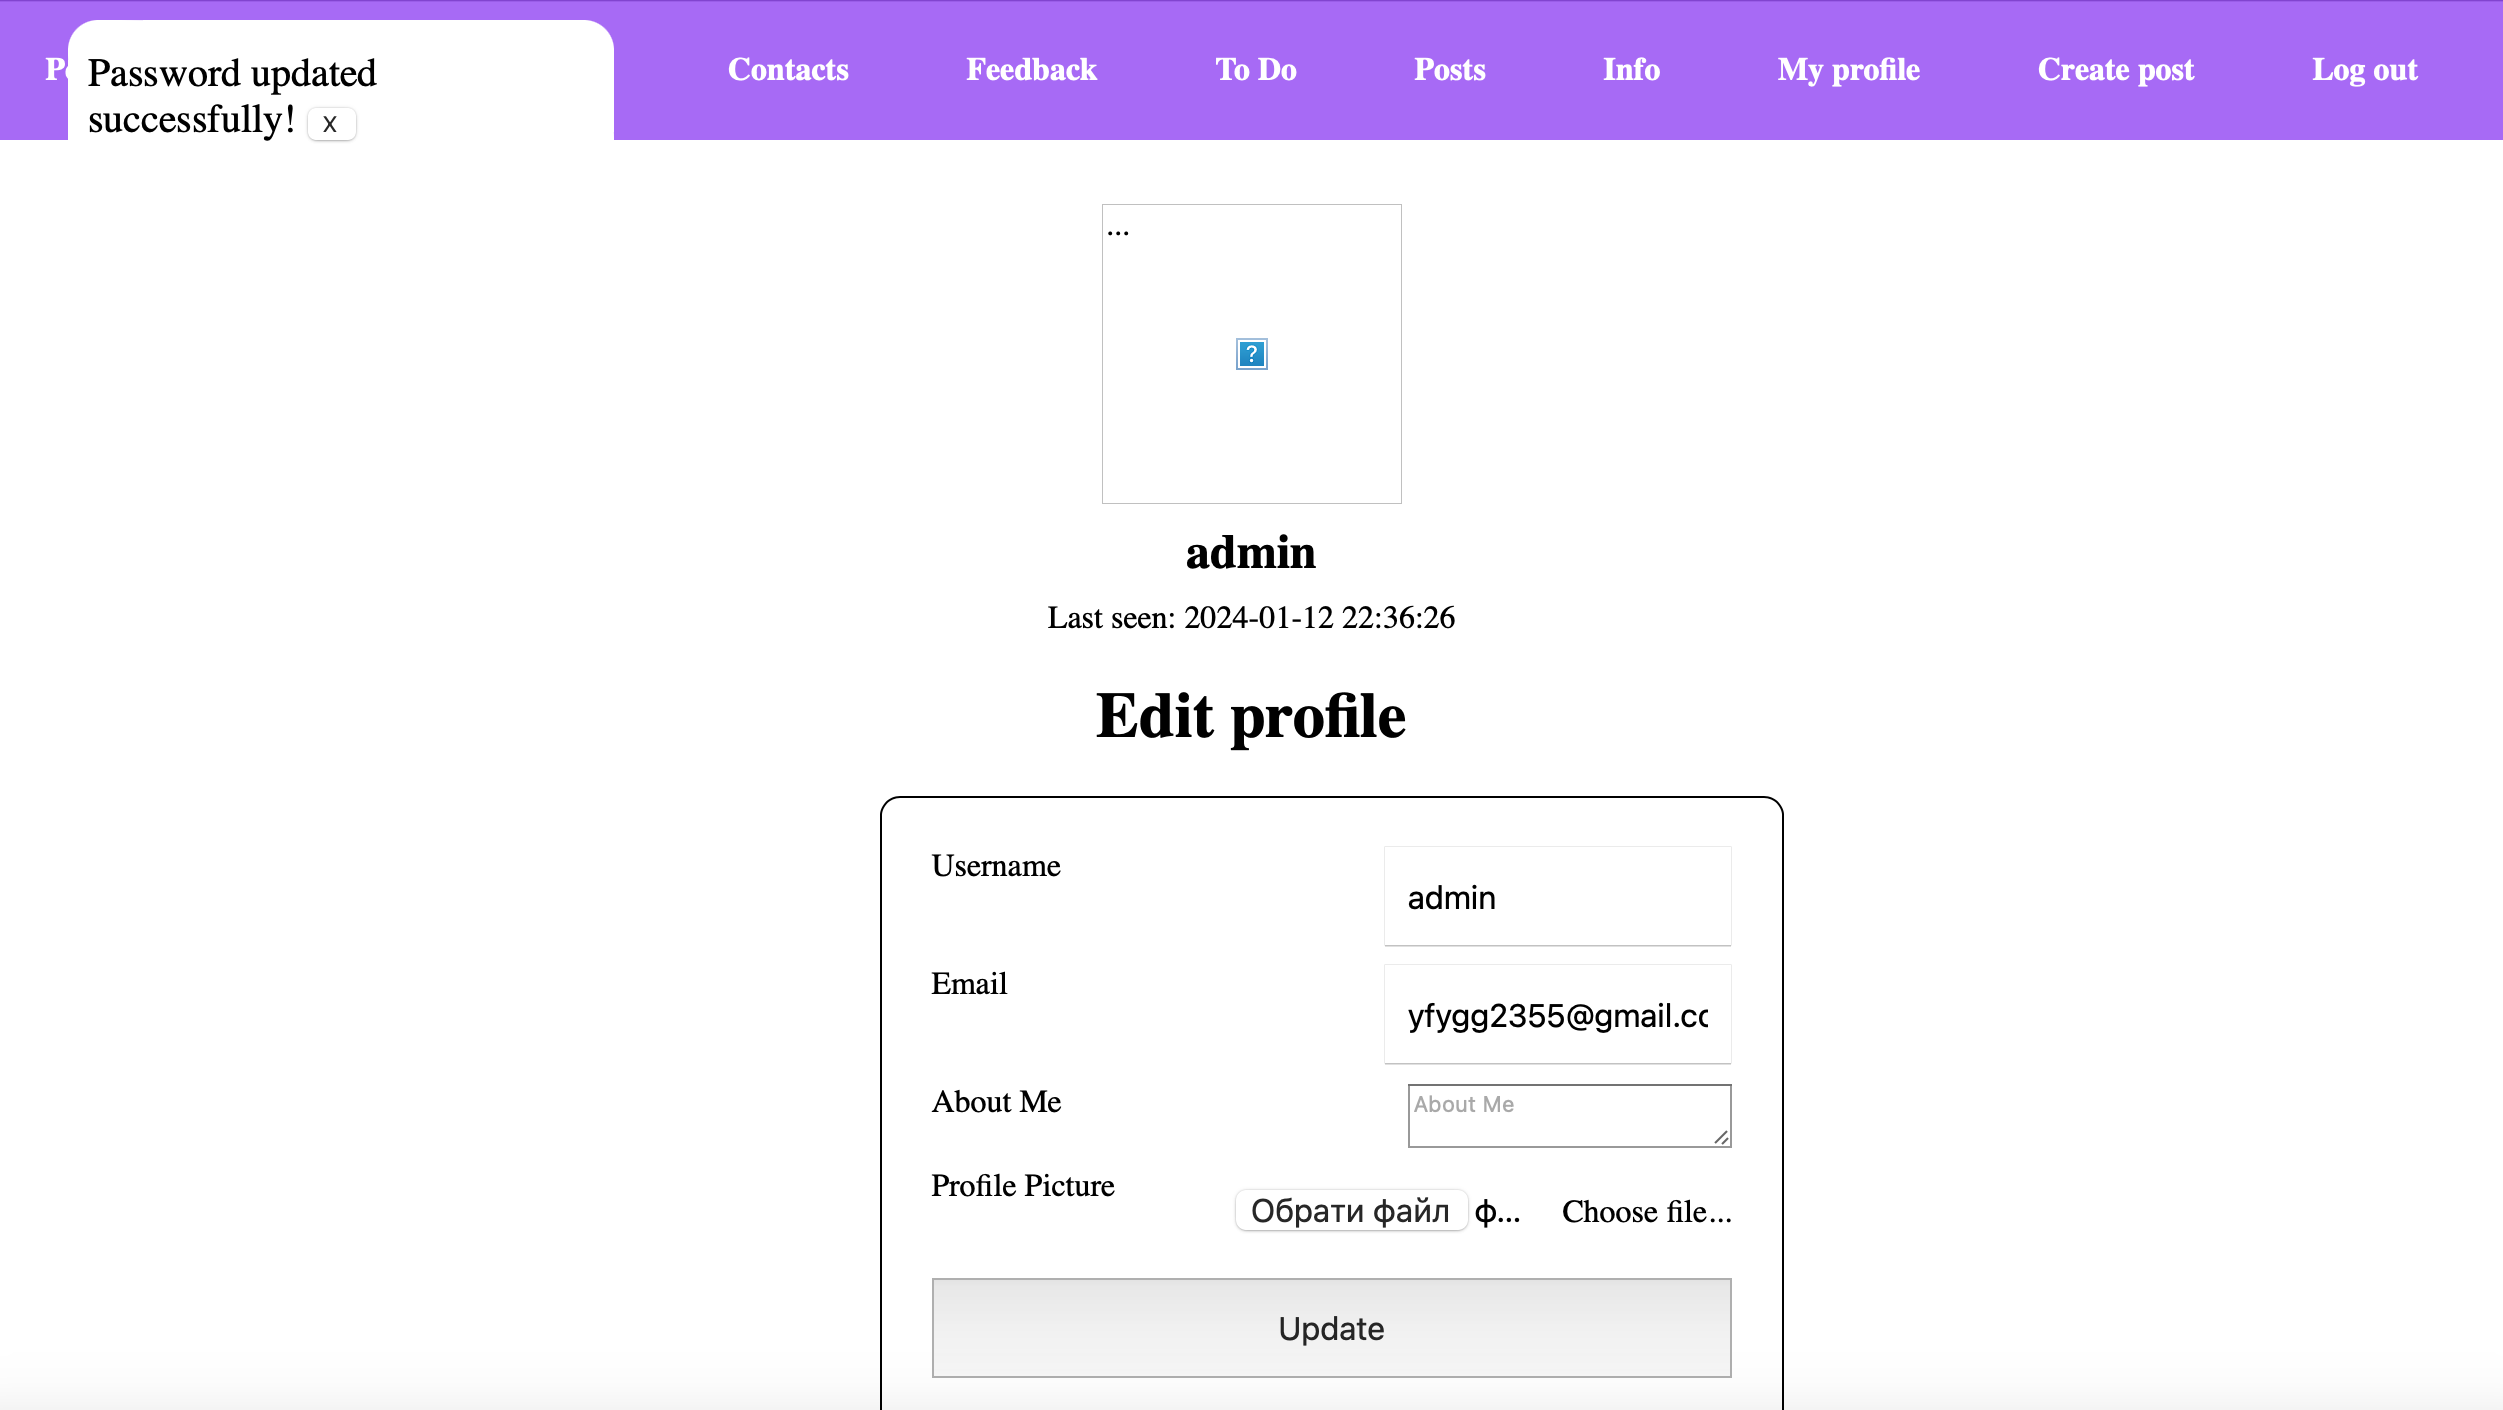 Password updated
successfully! X
Contacts Feedback To Do Posts Info My profile Create post Log out
...
?
admin
Last seen: 2024-01-12 22:36:26
Edit profile
Username
admin
Email
yfygg2355@gmail.cc
About Me
About Me
Profile Picture
Обрати файл ф... Choose file...
Update